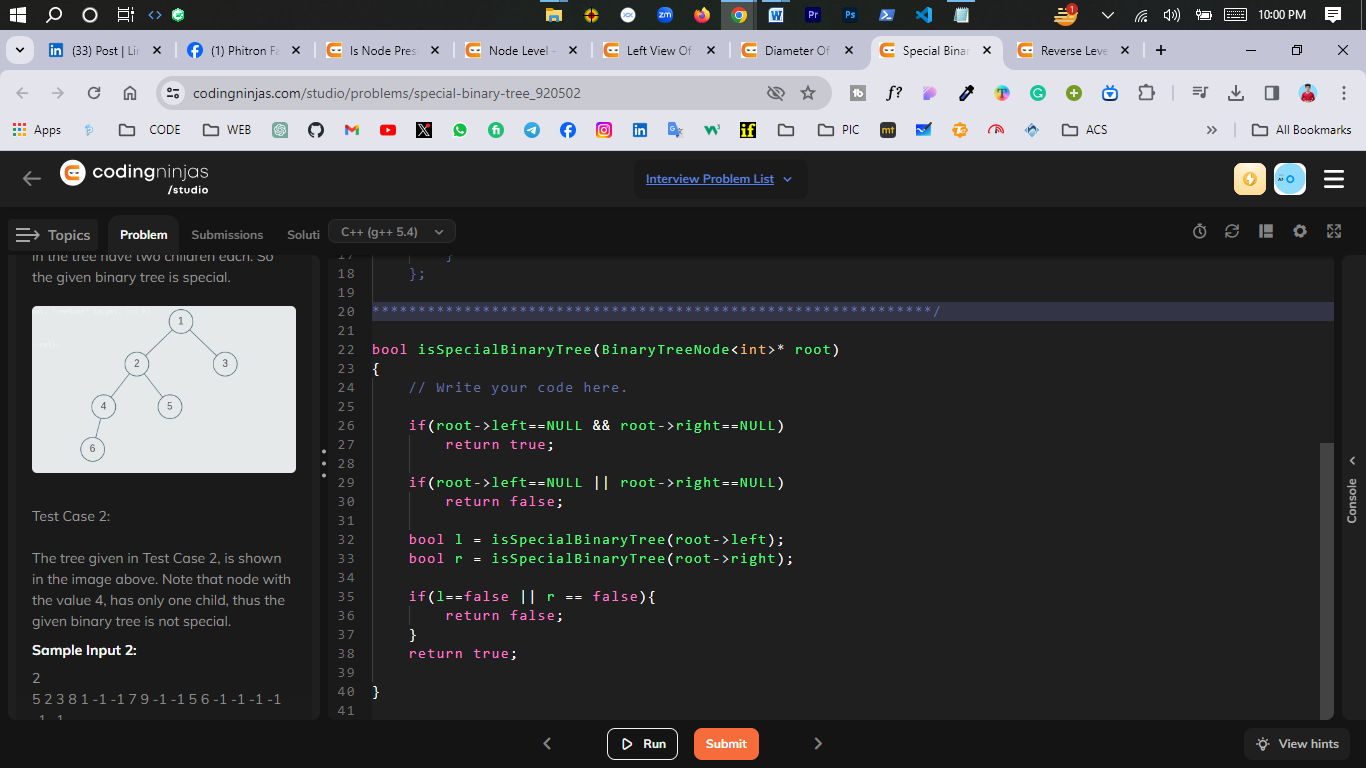 10:00 PM
1
(33) Post | Lin
(1) Phitron Fa
Is Node Pres
Node Level -
Left View Of
Diameter Of
Special Binar
Reverse Leve
codingninjas.com/studio/problems/special-binary-tree_920502
Apps
CODE
WEB
PIC
ACS
All Bookmarks
codingninjas
/studio
Interview Problem List
Topics
Problem
Submissions
Soluti
C++ (g++ 5.4)
in the tree have two children each. So
the given binary tree is special.
1
2 3
4 5
6
Test Case 2:
The tree given in Test Case 2, is shown
in the image above. Note that node with
the value 4, has only one child, thus the
given binary tree is not special.
Sample Input 2:
2
5 2 3 8 1 -1 -1 7 9 -1 -1 5 6 -1 -1 -1 -1
17 }
18 };
19
20 *************************************************************/
21
22 bool isSpecialBinaryTree(BinaryTreeNode<int>* root)
23 {
24 // Write your code here.
25
26 if(root->left==NULL && root->right==NULL)
27 return true;
28
29 if(root->left==NULL || root->right==NULL)
30 return false;
31
32 bool l = isSpecialBinaryTree(root->left);
33 bool r = isSpecialBinaryTree(root->right);
34
35 if(l==false || r == false){
36 return false;
37 }
38 return true;
39
40 }
41
Console
Run
Submit
View hints